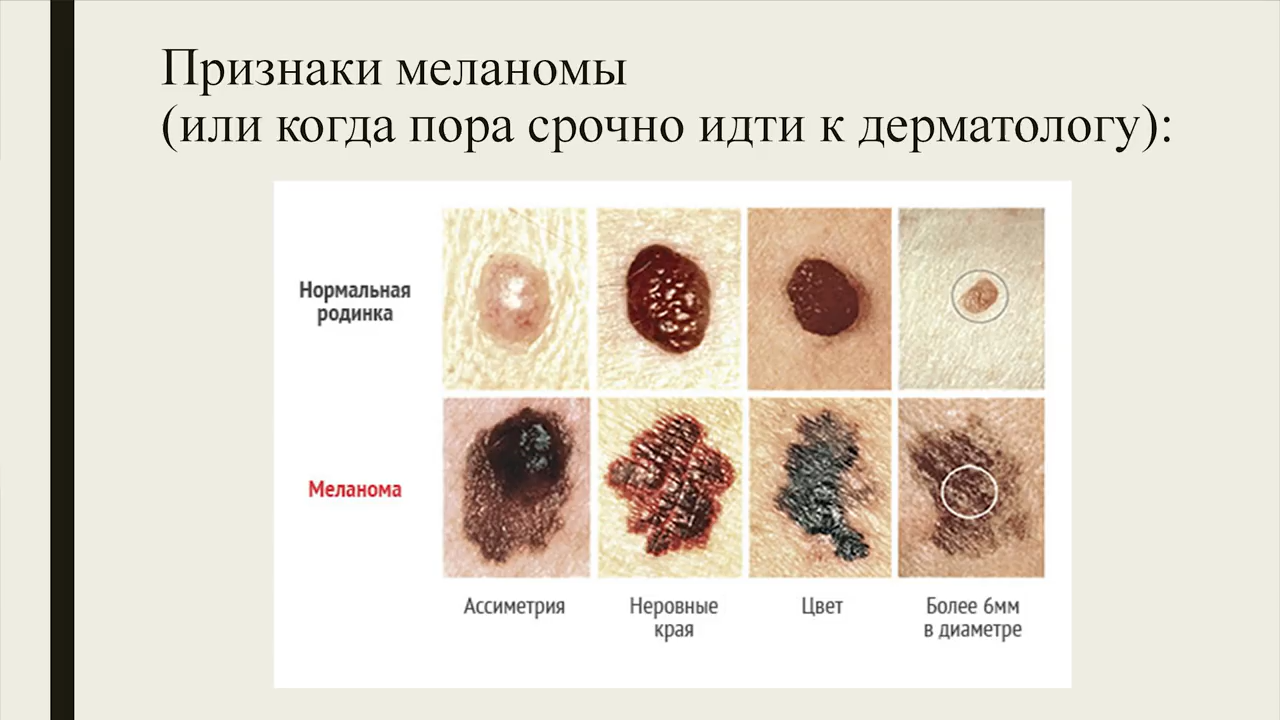 Признаки меланомы
(или когда пора срочно идти к дерматологу):
Нормальная
родинка
Меланома
Ассиметрия
Неровные
края
Цвет
Более 6мм
в диаметре